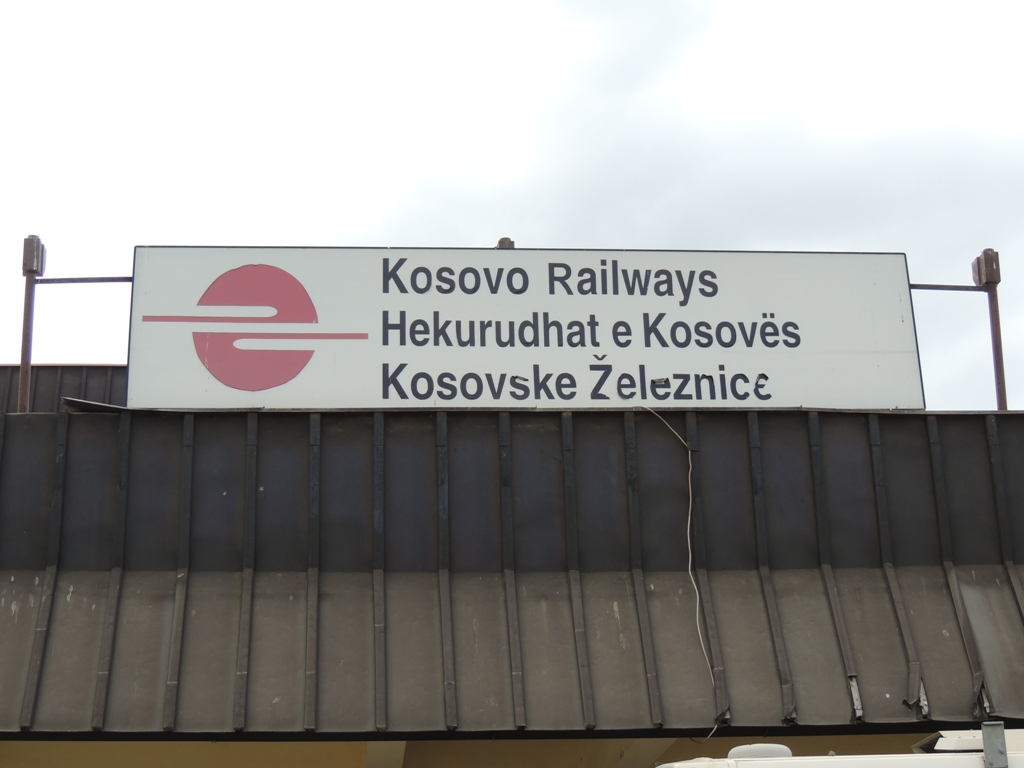 Kosovo Railways
Hekurudhat e Kosovës
Kosovske Železnice